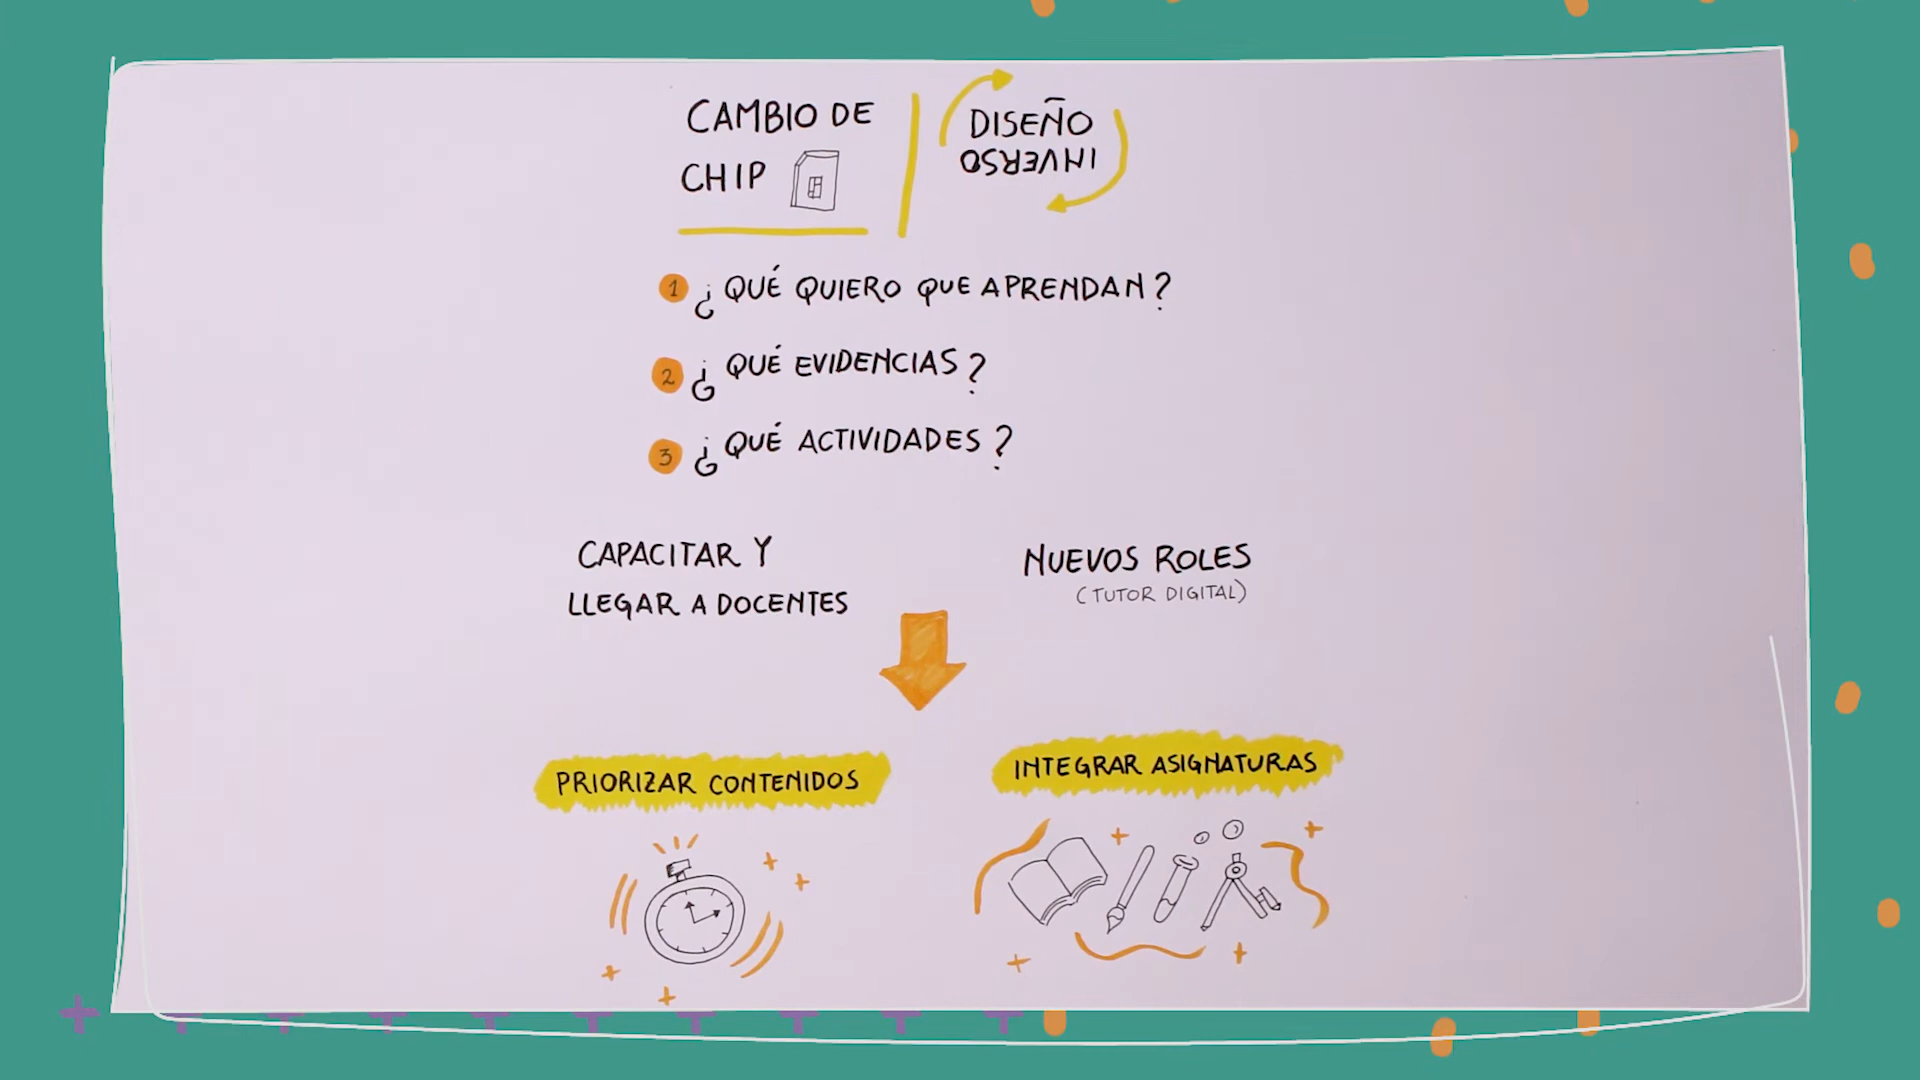 CAMBIO DE
CHIP
DISEÑO
INVERSO
1 ¿QUÉ QUIERO QUE APRENDAN?
2 ¿QUÉ EVIDENCIAS?
3 ¿QUÉ ACTIVIDADES?
CAPACITAR Y
LLEGAR A DOCENTES
NUEVOS ROLES
(TUTOR DIGITAL)
PRIORIZAR CONTENIDOS
INTEGRAR ASIGNATURAS